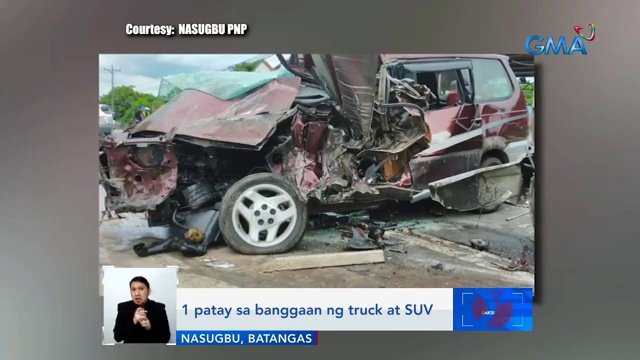 Courtesy: NASUGBU PNP
GMA
1 patay sa banggaan ng truck at SUV
NASUGBU, BATANGAS